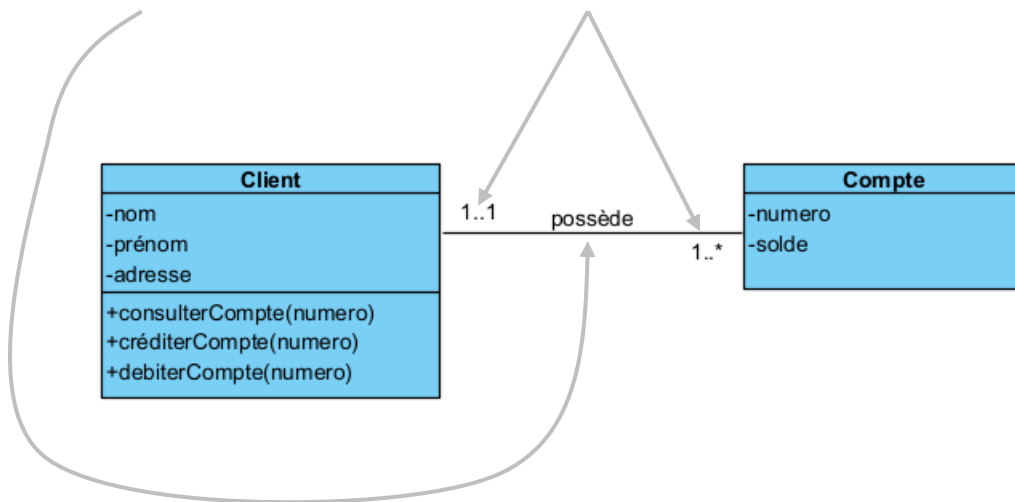 Client
-nom
-prénom
-adresse
+consulterCompte(numero)
+créditerCompte(numero)
+debiterCompte(numero)
1..1
possède
1..*
Compte
-numero
-solde